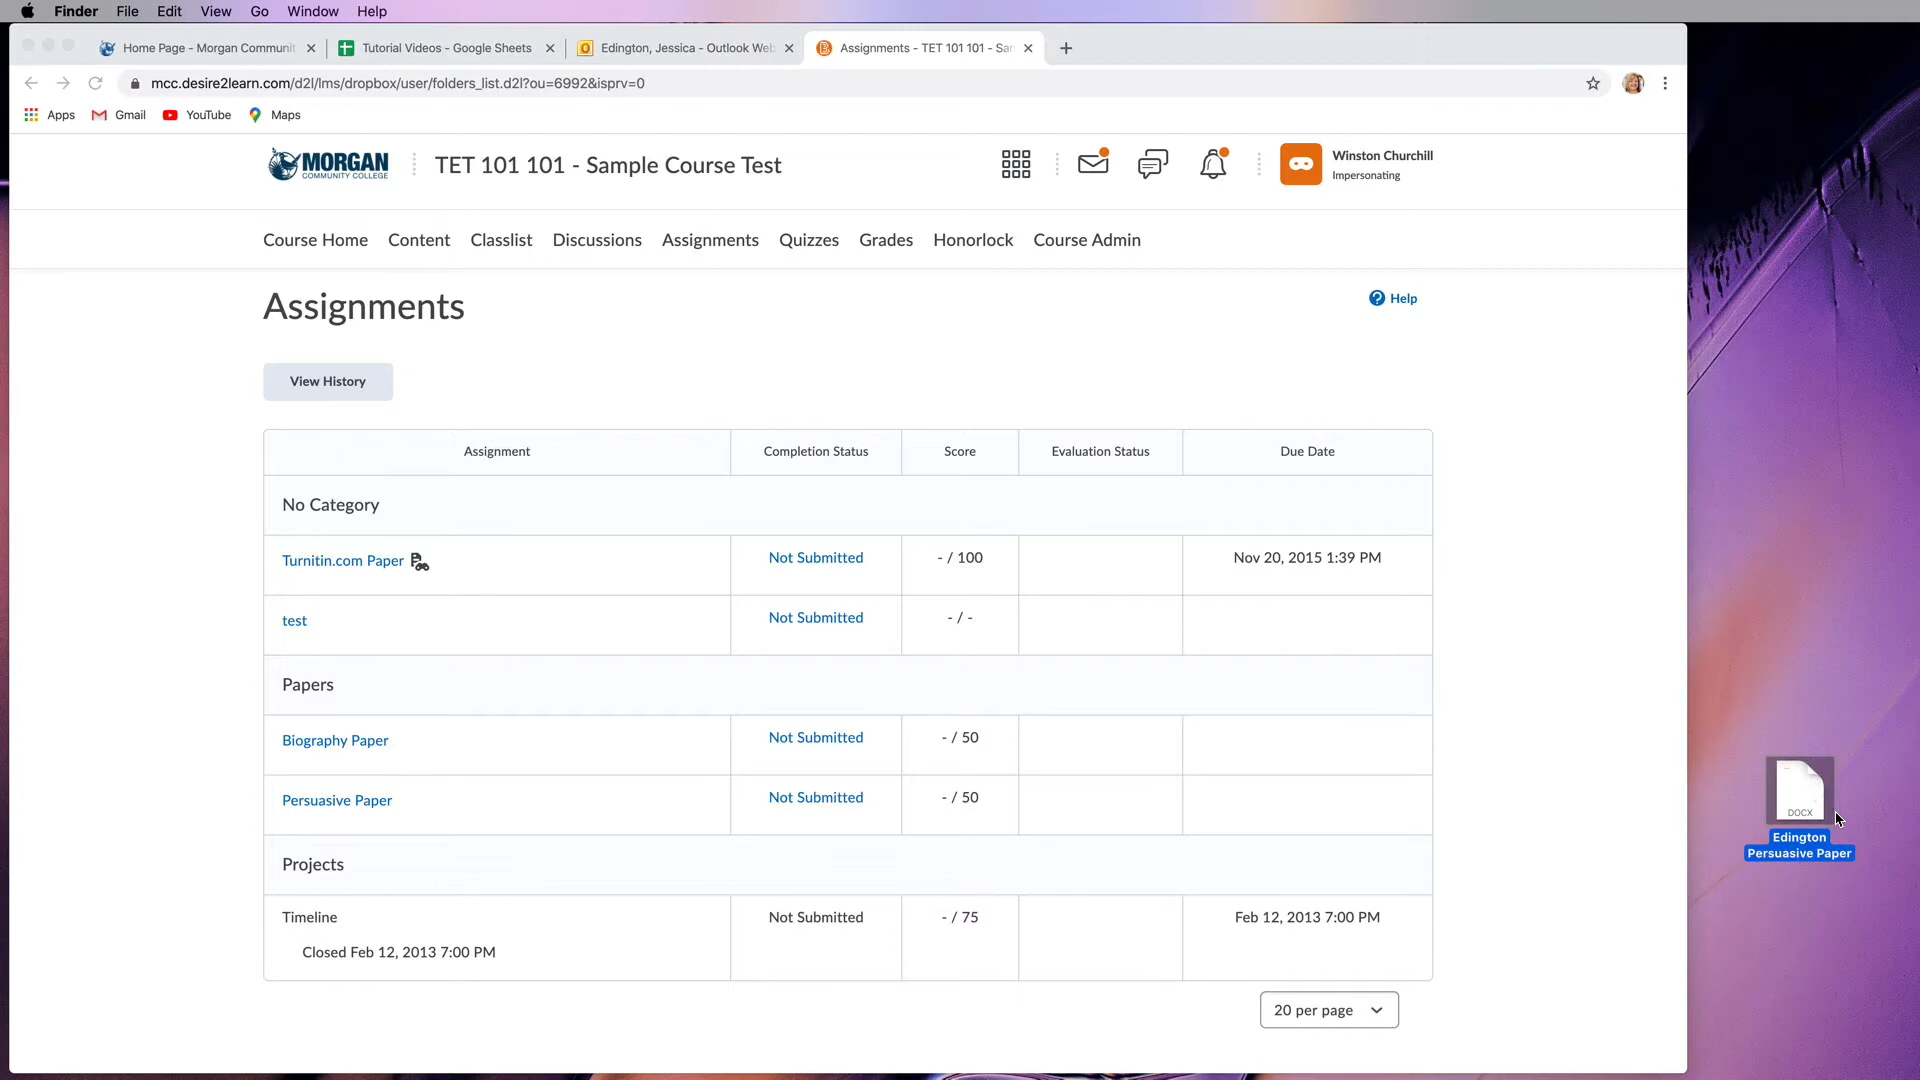 Finder File Edit View Go Window Help
Home Page - Morgan Communit
Tutorial Videos - Google Sheets
Edington, Jessica - Outlook Web
Assignments - TET 101 101 - Sam
mcc.desire2learn.com/d2l/lms/dropbox/user/folders_list.d2l?ou=6992&isprv=0
Apps Gmail YouTube Maps
MORGAN
COMMUNITY COLLEGE
TET 101 101 - Sample Course Test
Winston Churchill
Impersonating
Course Home Content Classlist Discussions Assignments Quizzes Grades Honorlock Course Admin
Assignments
Help
View History
Assignment Completion Status Score Evaluation Status Due Date
No Category
Turnitin.com Paper Not Submitted - / 100 Nov 20, 2015 1:39 PM
test Not Submitted - / -
Papers
Biography Paper Not Submitted - / 50
Persuasive Paper Not Submitted - / 50
Projects
Timeline Not Submitted - / 75 Feb 12, 2013 7:00 PM
Closed Feb 12, 2013 7:00 PM
20 per page
DOCX
Edington
Persuasive Paper